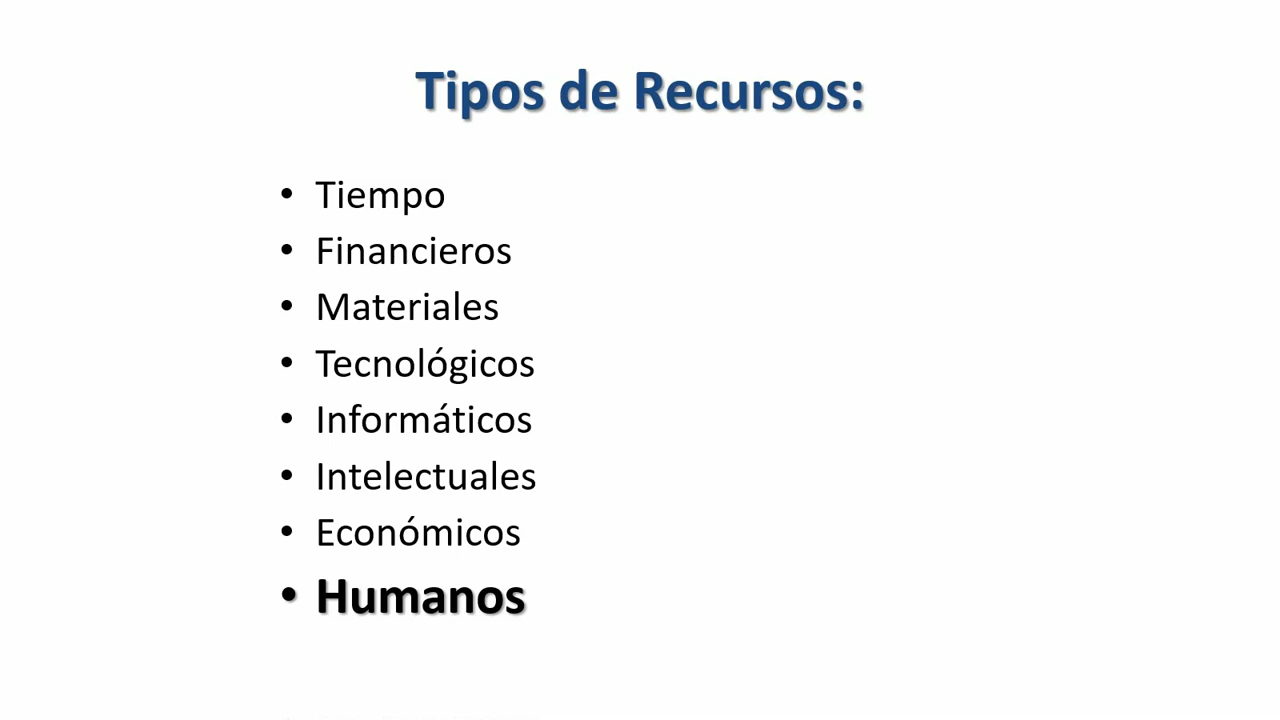 Tipos de Recursos:
• Tiempo
• Financieros
• Materiales
• Tecnológicos
• Informáticos
• Intelectuales
• Económicos
• Humanos